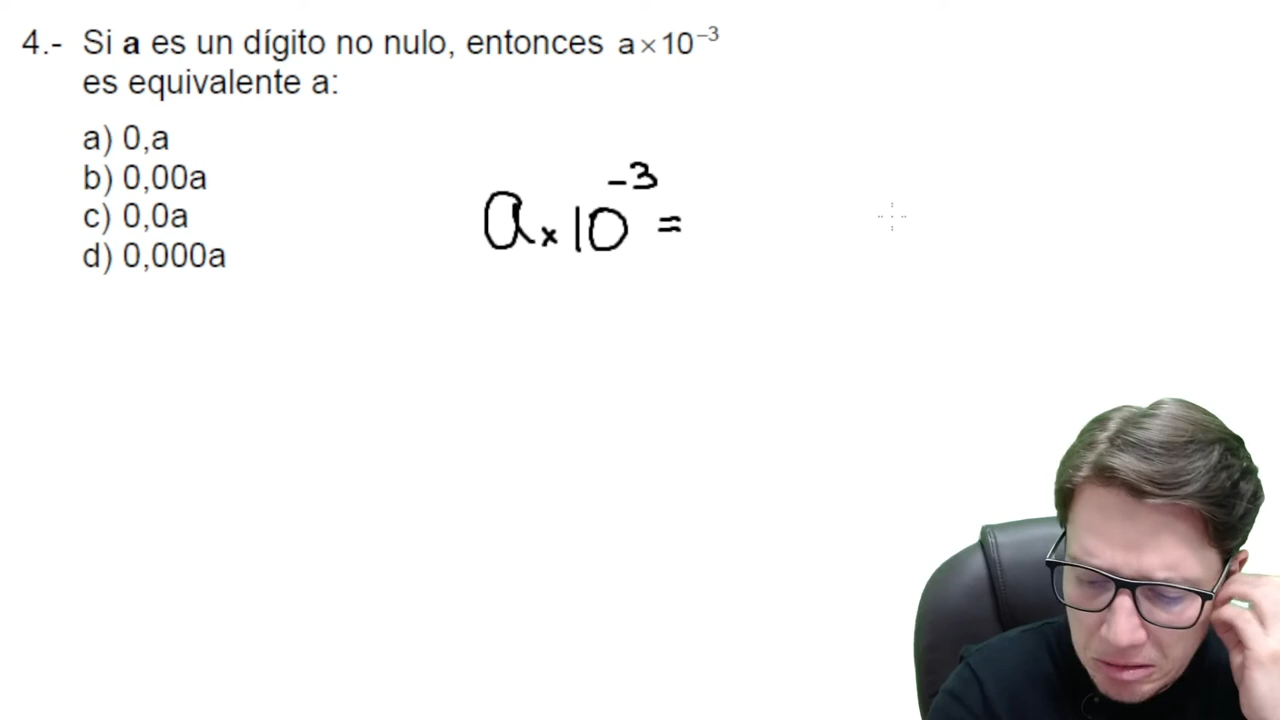 4.- Si a es un dígito no nulo, entonces a×10⁻³
es equivalente a:
a) 0,a
b) 0,00a
c) 0,0a
d) 0,000a
a×10⁻³=